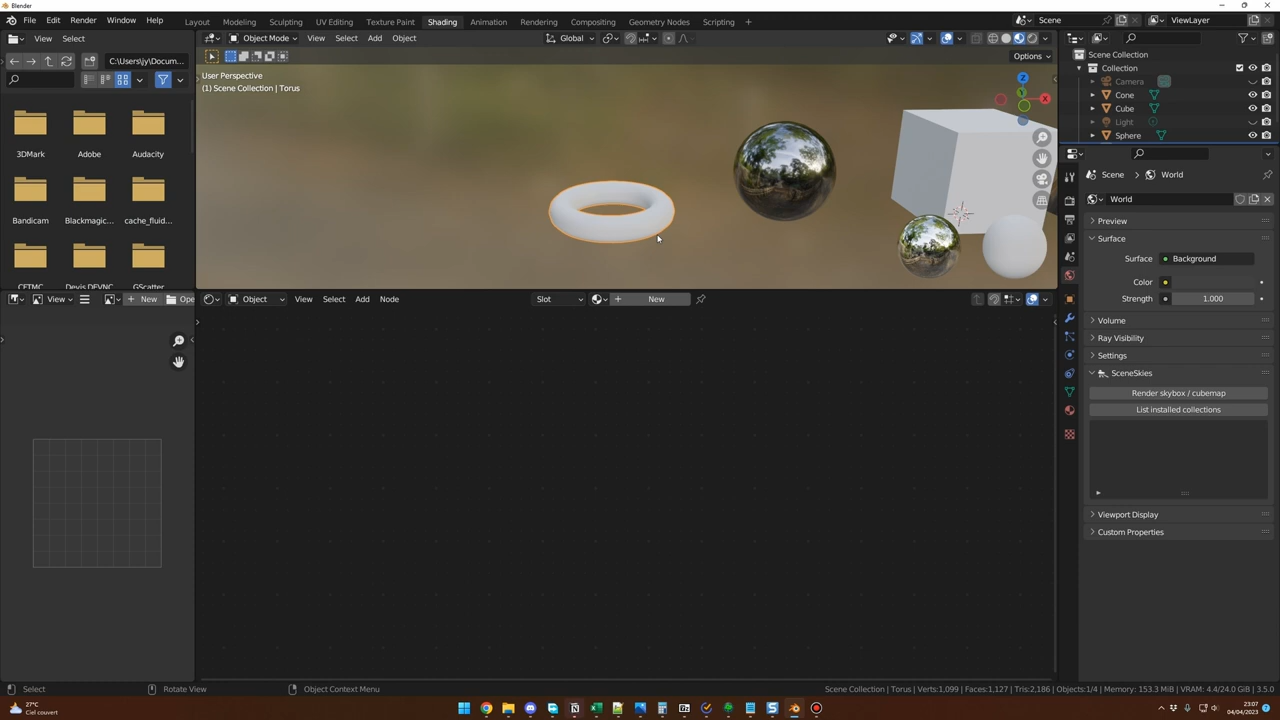 Blender
File Edit Render Window Help
Layout Modeling Sculpting UV Editing Texture Paint Shading Animation Rendering Compositing Geometry Nodes Scripting
Scene
ViewLayer
View Select
Object Mode View Select Add Object
Global
Options
C:\Users\jy\Docum...
3DMark Adobe Audacity
Bandicam Blackmagic... cache_fluid...
CFTMC Davis DEVNC GScatter
User Perspective
(1) Scene Collection | Torus
Scene Collection
Collection
Camera
Cone
Cube
Light
Sphere
Scene World
World
Preview
Surface
Surface Background
Color
Strength 1.000
Volume
Ray Visibility
Settings
SceneSkies
Render skybox / cubemap
List installed collections
Viewport Display
Custom Properties
View New Ope
Object View Select Add Node Slot New
Select Rotate View Object Context Menu
Scene Collection | Torus | Verts:1,099 | Faces:1,127 | Tris:2,186 | Objects:1/4 | Memory: 153.3 MiB | VRAM: 4.4/24.0 GiB | 3.5.0
27°C
Ciel couvert
23:07
04/04/2023